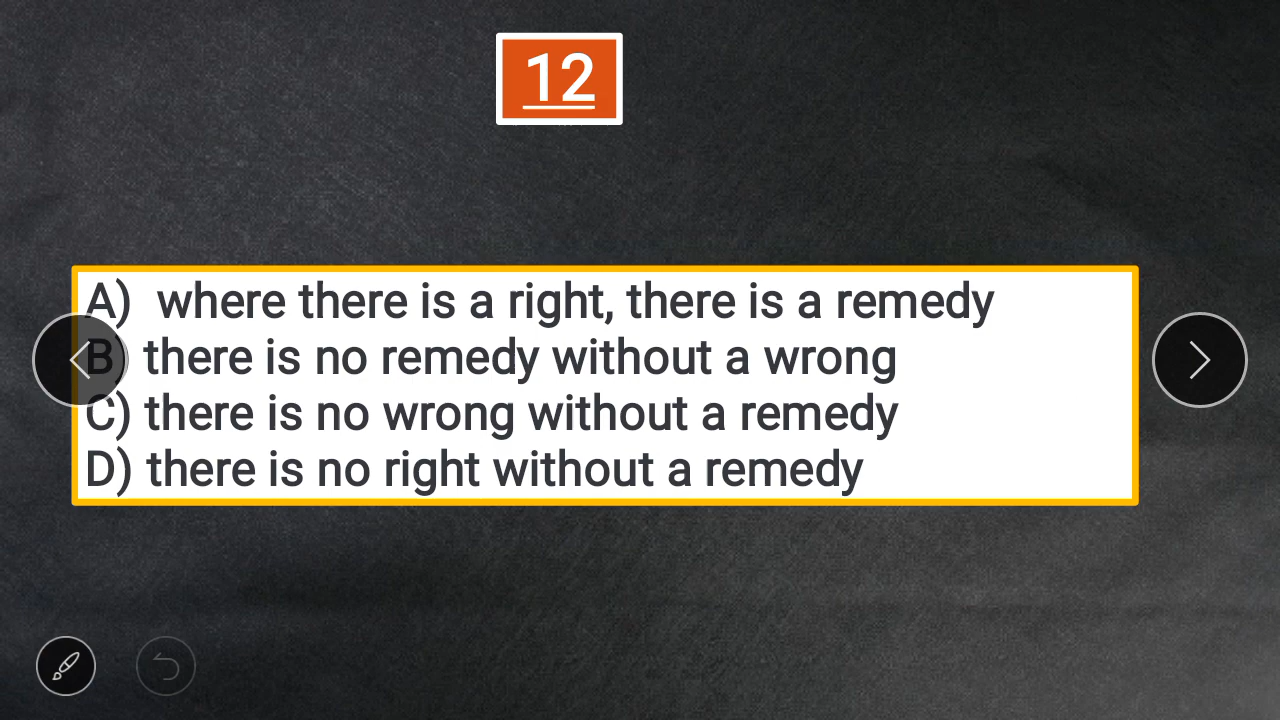 12
A) where there is a right, there is a remedy
B) there is no remedy without a wrong
C) there is no wrong without a remedy
D) there is no right without a remedy